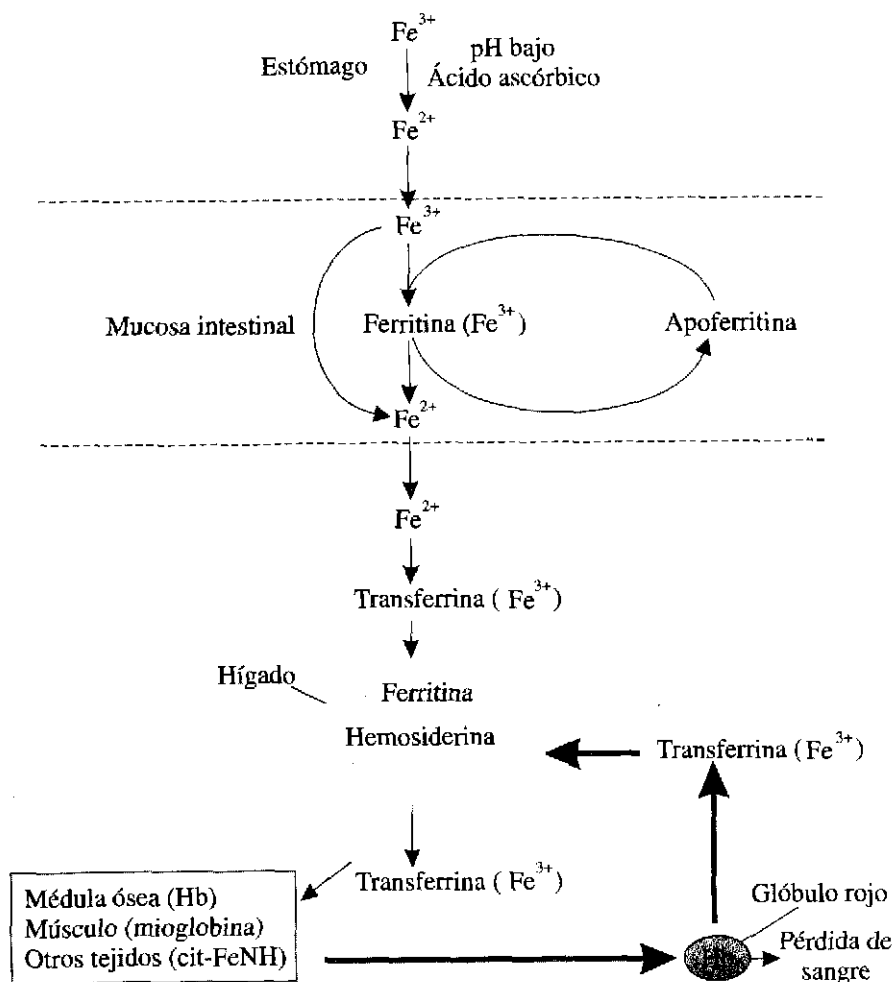 Fe³⁺
Estómago
pH bajo
Ácido ascórbico
Fe²⁺
Fe³⁺
Mucosa intestinal
Ferritina (Fe³⁺)
Apoferritina
Fe²⁺
Fe²⁺
Transferrina ( Fe³⁺)
Hígado
Ferritina
Hemosiderina
Transferrina ( Fe³⁺)
Transferrina ( Fe³⁺)
Médula ósea (Hb)
Músculo (mioglobina)
Otros tejidos (cit-FeNH)
Glóbulo rojo
Pérdida de
sangre